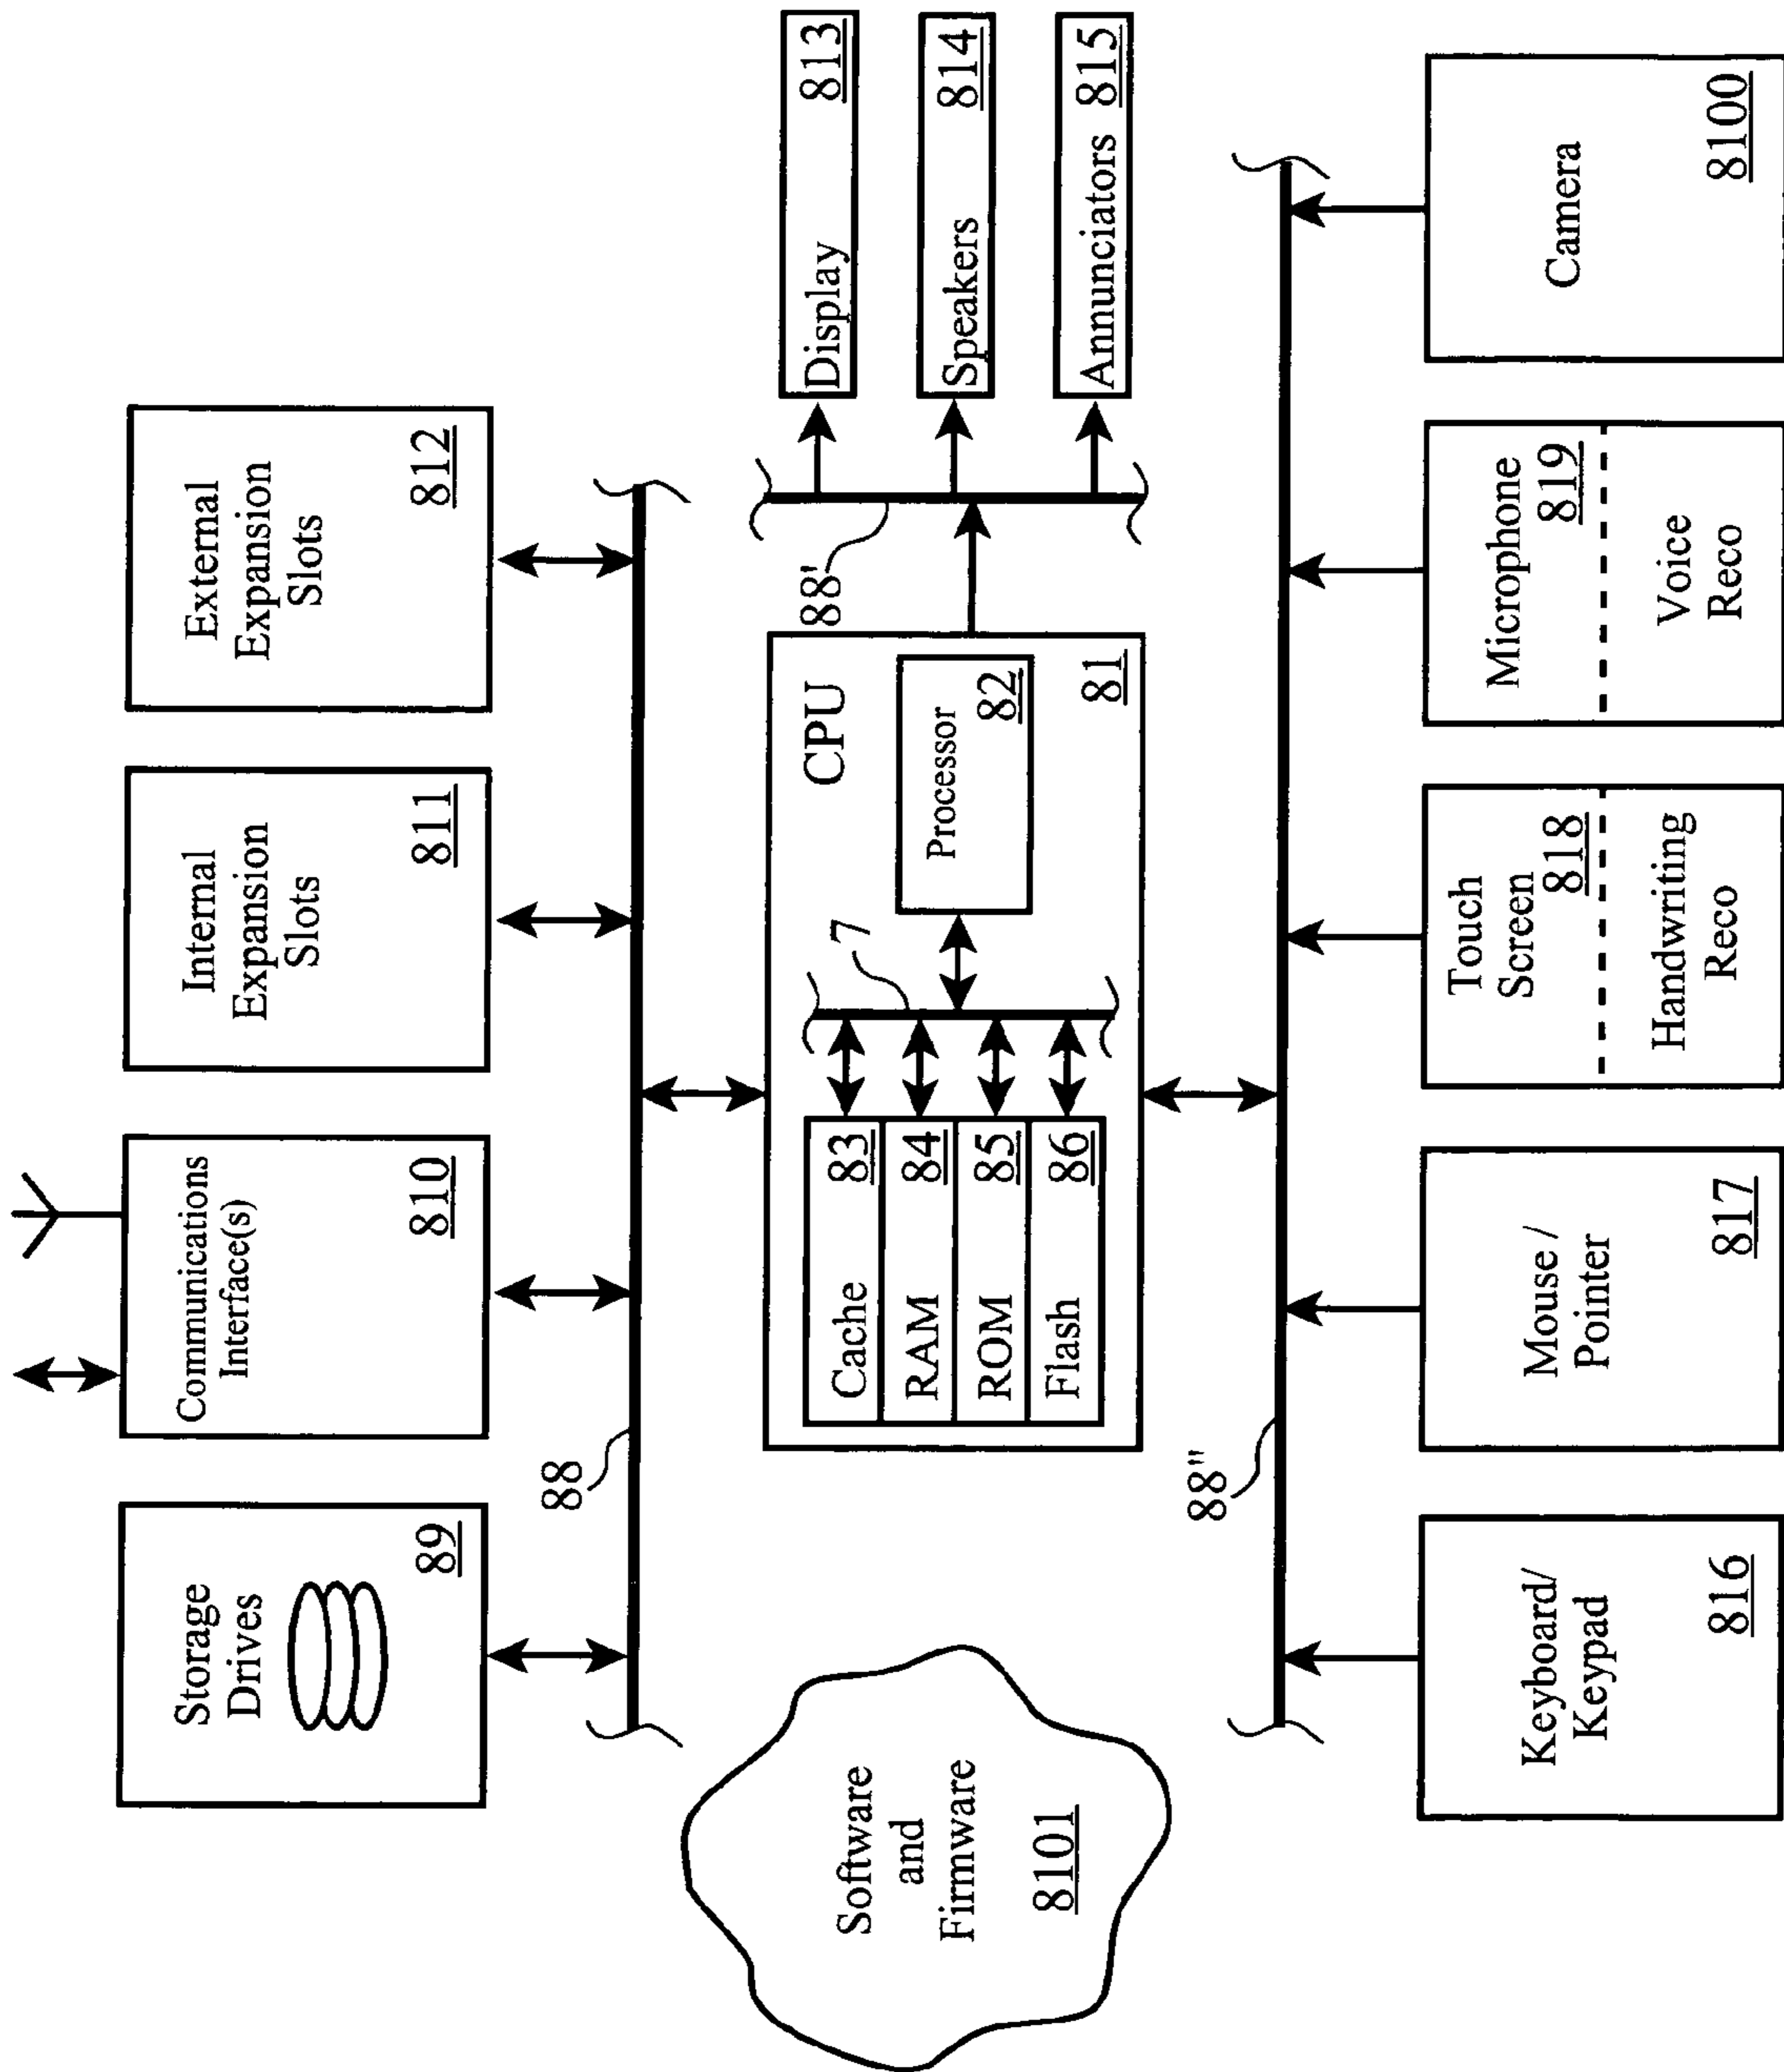 Storage
Drives
89
Communications
Interface(s)
810
Internal
Expansion
Slots
811
External
Expansion
Slots
812
88
CPU
Cache 83
RAM 84
ROM 85
Flash 86
7
Processor
82
81
88'
Display 813
Speakers 814
Annunciators 815
Software
and
Firmware
8101
88"
Keyboard/
Keypad
816
Mouse /
Pointer
817
Touch
Screen
818
Handwriting
Reco
Microphone
819
Voice
Reco
Camera
8100